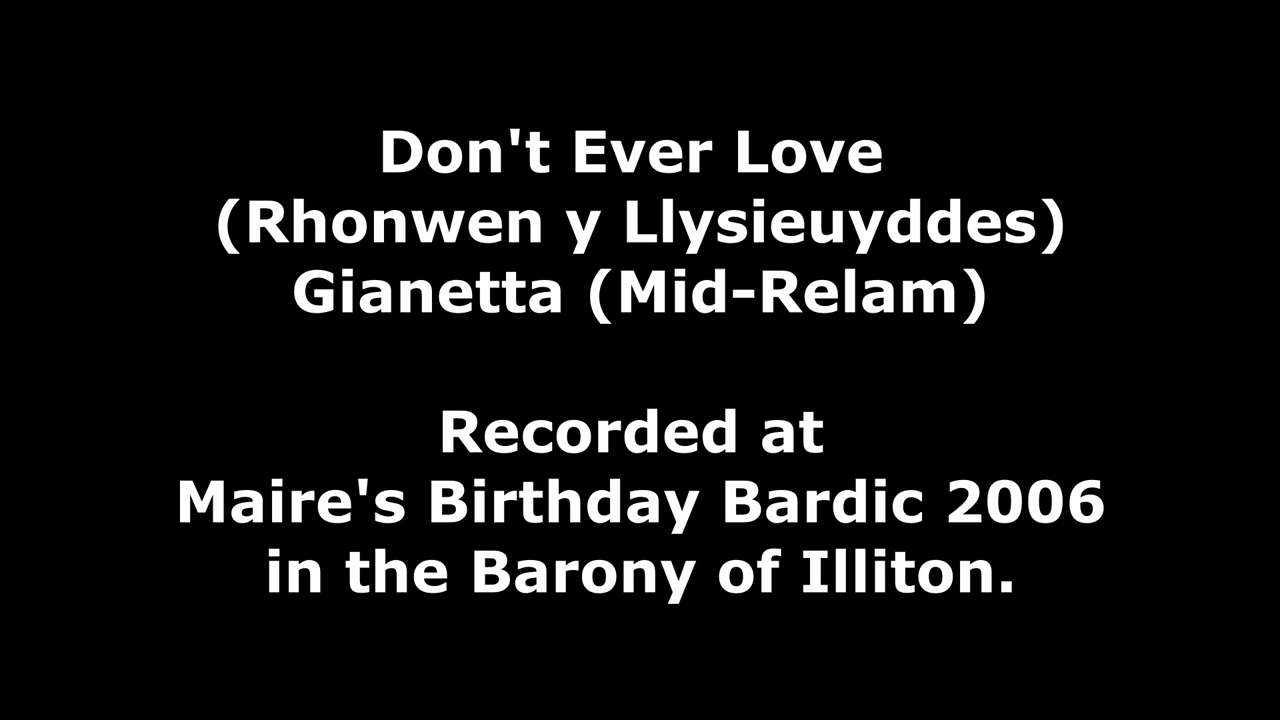 Don't Ever Love
(Rhonwen y Llysieuyddes)
Gianetta (Mid-Relam)
Recorded at
Maire's Birthday Bardic 2006
in the Barony of Illiton.